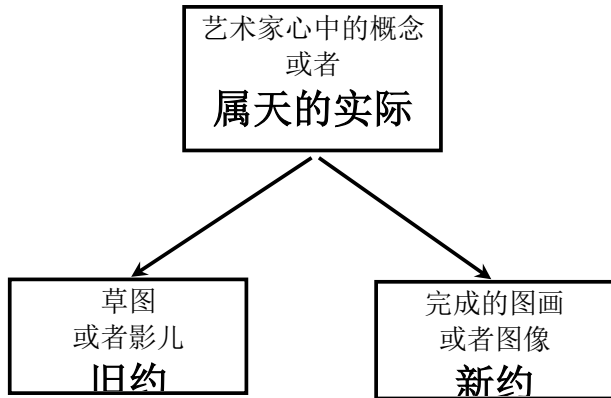 艺术家心中的概念
或者
属天的实际
草图
或者影儿
旧约
完成的图画
或者图像
新约